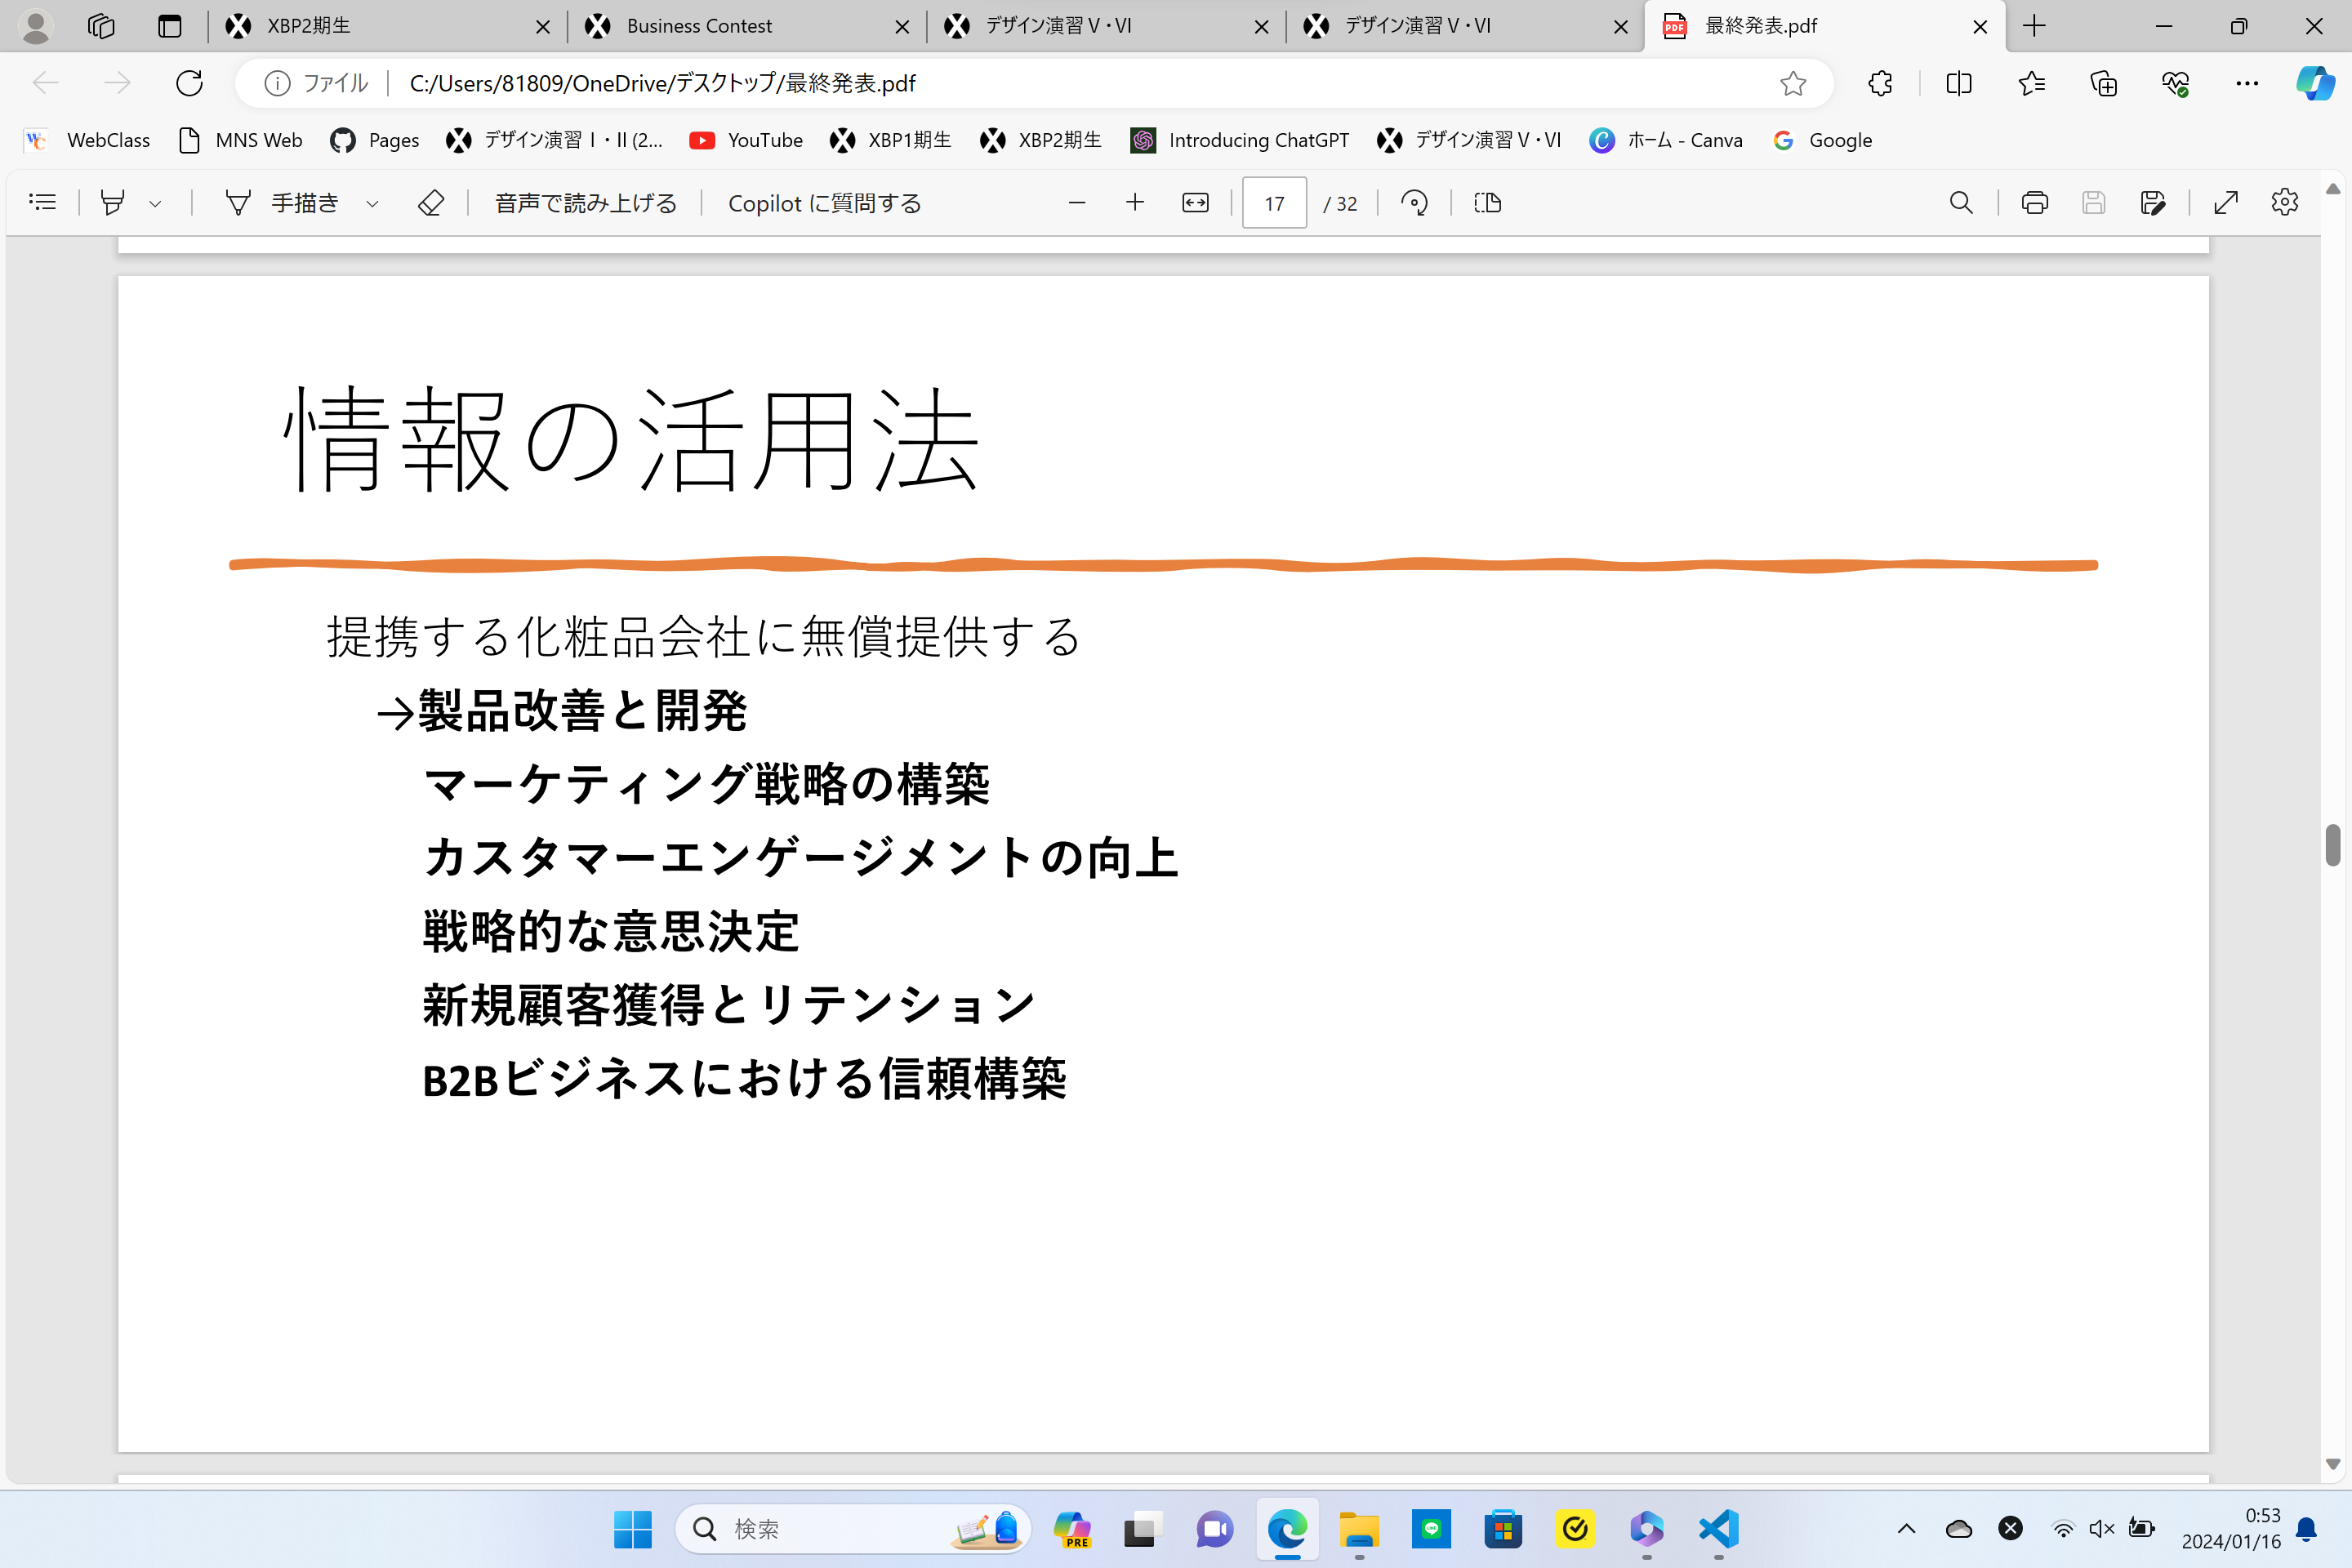 XBP2期生
Business Contest
デザイン演習Ⅴ・Ⅵ
デザイン演習Ⅴ・Ⅵ
最終発表.pdf
ファイル
C:/Users/81809/OneDrive/デスクトップ/最終発表.pdf
WebClass
MNS Web
Pages
デザイン演習Ⅰ・Ⅱ(2...
YouTube
XBP1期生
XBP2期生
Introducing ChatGPT
デザイン演習Ⅴ・Ⅵ
ホーム - Canva
Google
手描き
音声で読み上げる
Copilot に質問する
17 / 32
情報の活用法
提携する化粧品会社に無償提供する
→製品改善と開発
マーケティング戦略の構築
カスタマーエンゲージメントの向上
戦略的な意思決定
新規顧客獲得とリテンション
B2Bビジネスにおける信頼構築
検索
PRE
0:53
2024/01/16